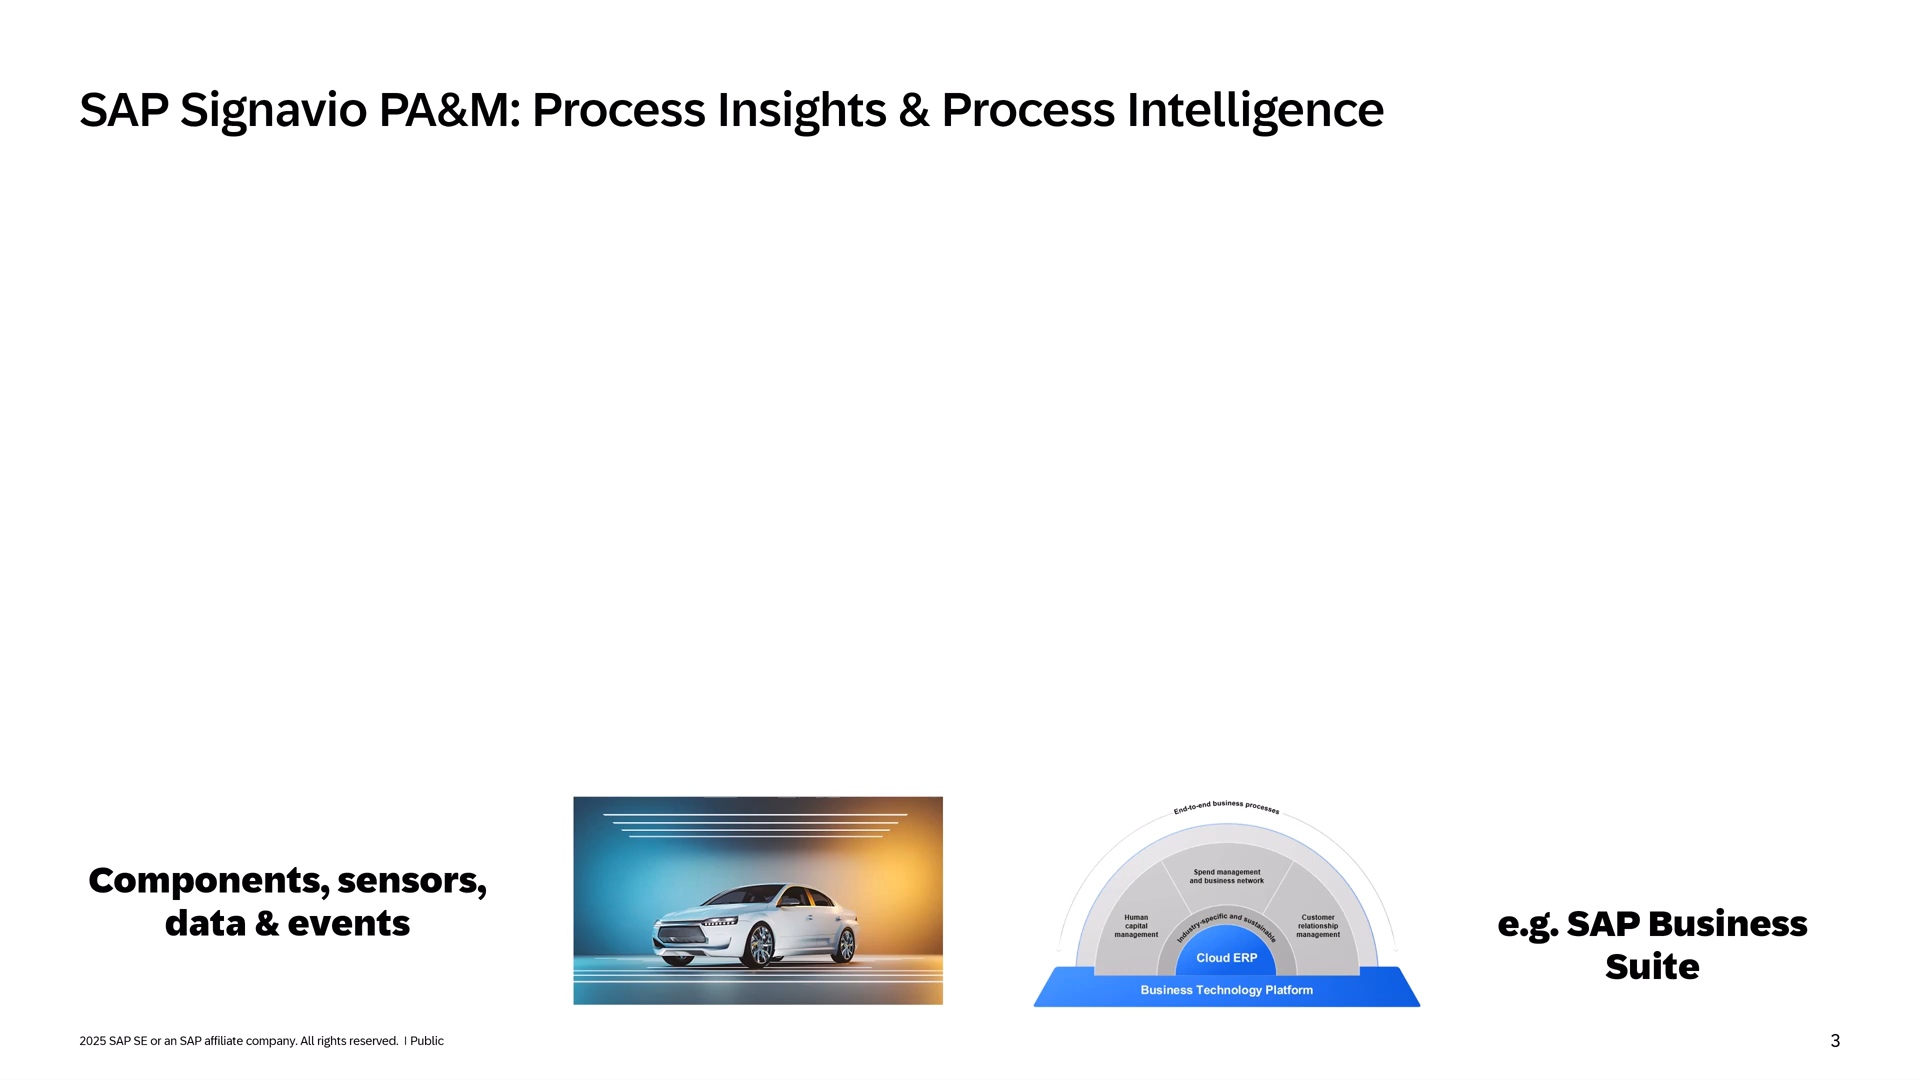 SAP Signavio PA&M: Process Insights & Process Intelligence
Components, sensors,
data & events
End-to-end business processes
Spend management
and business network
Human
capital
management
Industry-specific and sustainable
Customer
relationship
management
Cloud ERP
Business Technology Platform
e.g. SAP Business
Suite
2025 SAP SE or an SAP affiliate company. All rights reserved. | Public
3